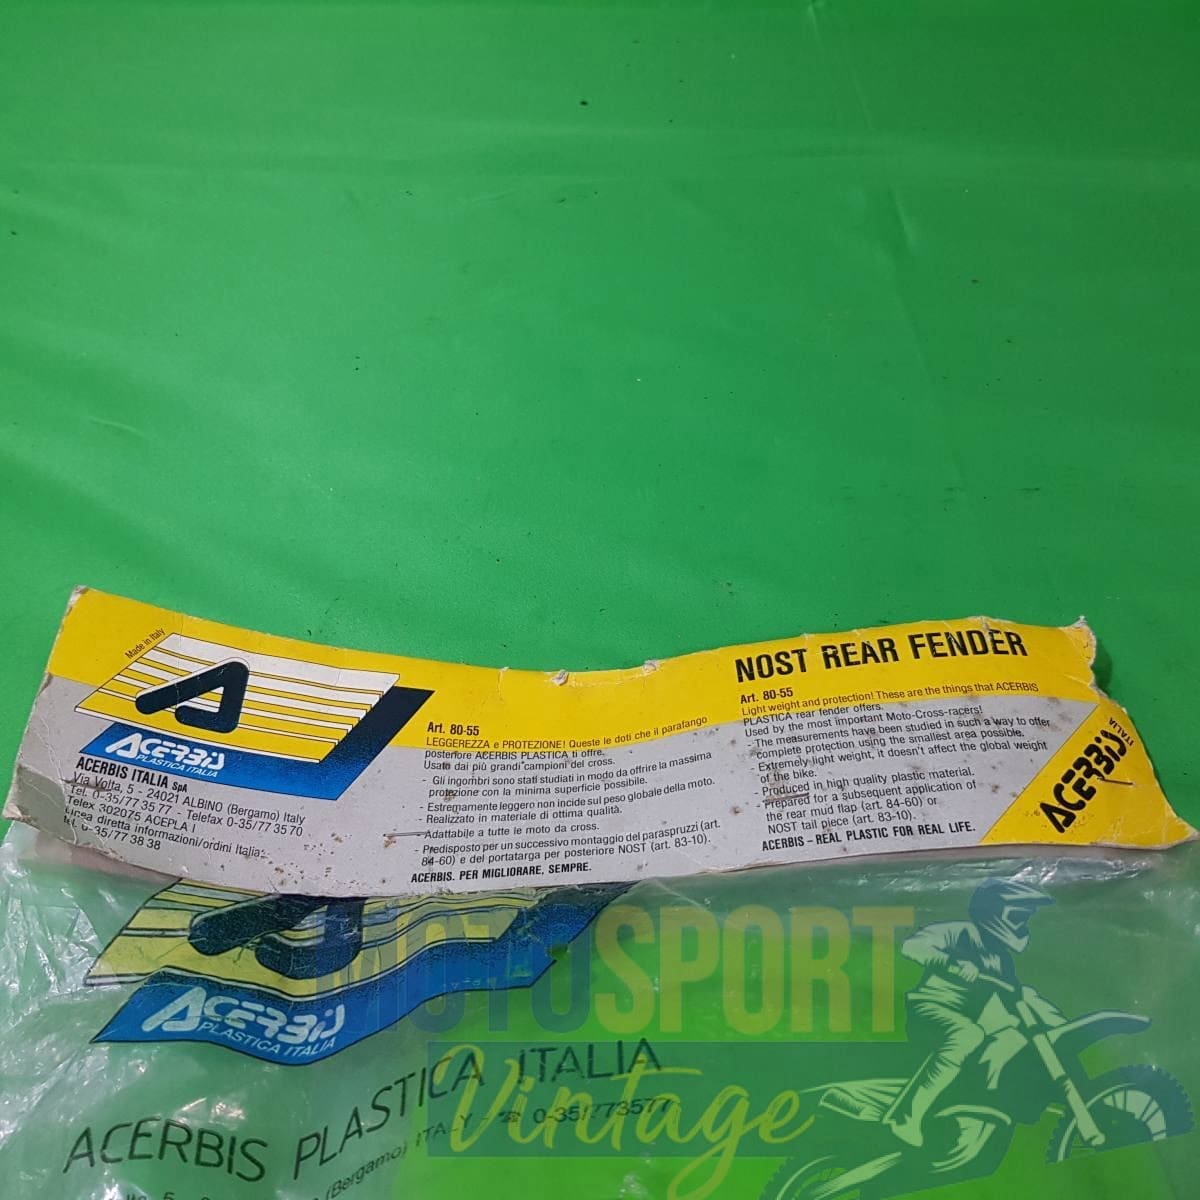 Made in Italy
ACERBIS
PLASTICA ITALIA
ACERBIS ITALIA SpA
Via Volta, 5 - 24021 ALBINO (Bergamo) Italy
Tel. 0-35/77 35 77 - Telefax 0-35/77 35 70
Telex 302075 ACEPLA I
Linea diretta informazioni/ordini Italia:
tel. 0-35/77 38 38
Art. 80-55
LEGGEREZZA e PROTEZIONE! Queste le doti che il parafango
posteriore ACERBIS PLASTICA ti offre.
Usato dai più grandi campioni del cross.
- Gli ingombri sono stati studiati in modo da offrire la massima
protezione con la minima superficie possibile.
- Estremamente leggero non incide sul peso globale della moto.
- Realizzato in materiale di ottima qualità.
- Adattabile a tutte le moto da cross.
- Predisposto per un successivo montaggio del paraspruzzi (art.
84-60) e del portatarga per posteriore NOST (art. 83-10).
ACERBIS. PER MIGLIORARE, SEMPRE.
NOST REAR FENDER
Art. 80-55
Light weight and protection! These are the things that ACERBIS
PLASTICA rear fender offers.
Used by the most important Moto-Cross-racers!
- The measurements have been studied in such a way to offer
complete protection using the smallest area possible.
- Extremely light weight, it doesn't affect the global weight
of the bike.
- Produced in high quality plastic material.
- Prepared for a subsequent application of
the rear mud flap (art. 84-60) or
NOST tail piece (art. 83-10).
ACERBIS - REAL PLASTIC FOR REAL LIFE.
ACERBIS
ITALIA
ACERBIS
PLASTICA ITALIA
MOTOSPORT
Vintage
ACERBIS PLASTICA ITALIA
(Bergamo) ITALY - ☎ 0-35/773577